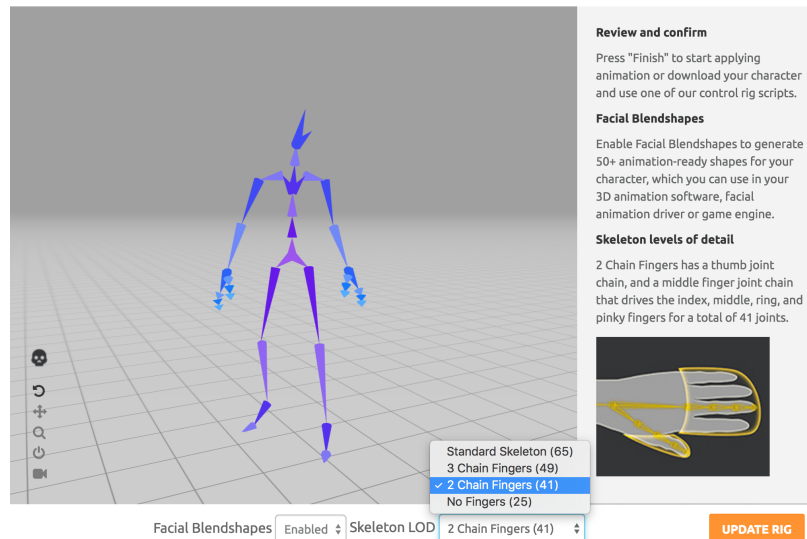 Review and confirm
Press "Finish" to start applying
animation or download your character
and use one of our control rig scripts.
Facial Blendshapes
Enable Facial Blendshapes to generate
50+ animation-ready shapes for your
character, which you can use in your
3D animation software, facial
animation driver or game engine.
Skeleton levels of detail
2 Chain Fingers has a thumb joint
chain, and a middle finger joint chain
that drives the index, middle, ring, and
pinky fingers for a total of 41 joints.
Standard Skeleton (65)
3 Chain Fingers (49)
✓ 2 Chain Fingers (41)
No Fingers (25)
Facial Blendshapes Enabled Skeleton LOD 2 Chain Fingers (41) UPDATE RIG